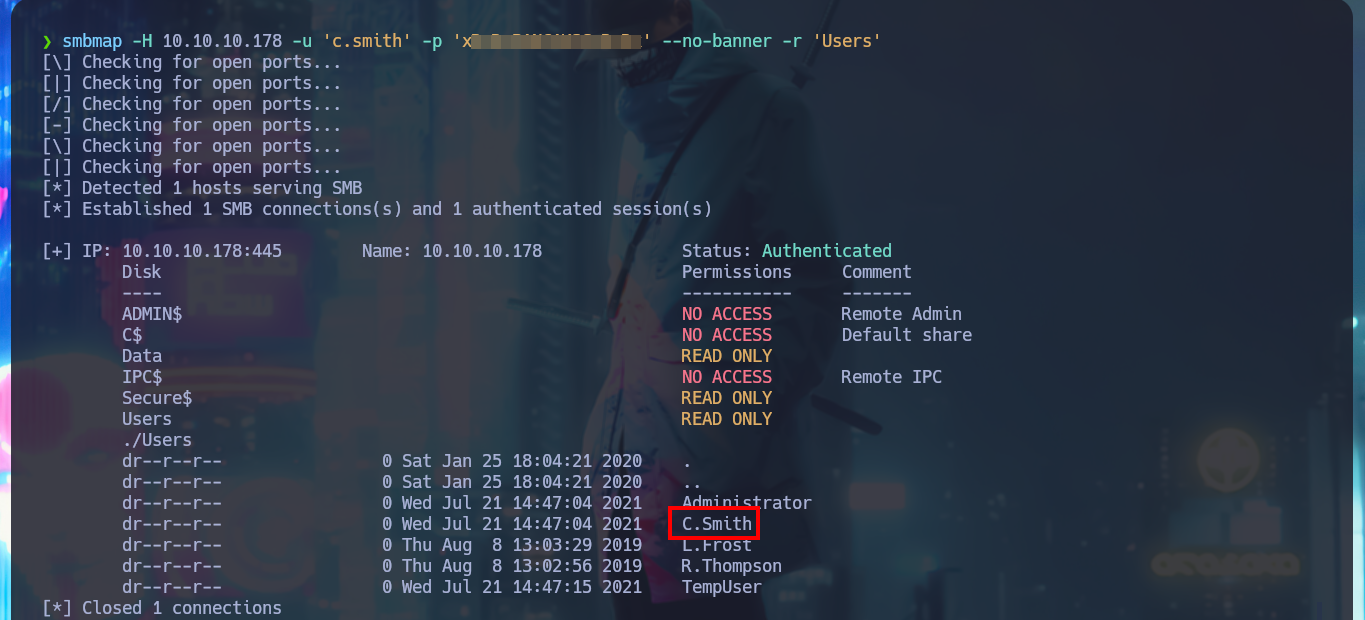 ❯ smbmap -H 10.10.10.178 -u 'c.smith' -p 'x ' --no-banner -r 'Users'
[\] Checking for open ports...
[|] Checking for open ports...
[/] Checking for open ports...
[-] Checking for open ports...
[\] Checking for open ports...
[|] Checking for open ports...
[*] Detected 1 hosts serving SMB
[*] Established 1 SMB connections(s) and 1 authenticated session(s)
[+] IP: 10.10.10.178:445 Name: 10.10.10.178 Status: Authenticated
Disk Permissions Comment
---- ----------- -------
ADMIN$ NO ACCESS Remote Admin
C$ NO ACCESS Default share
Data READ ONLY
IPC$ NO ACCESS Remote IPC
Secure$ READ ONLY
Users READ ONLY
./Users
dr--r--r-- 0 Sat Jan 25 18:04:21 2020 .
dr--r--r-- 0 Sat Jan 25 18:04:21 2020 ..
dr--r--r-- 0 Wed Jul 21 14:47:04 2021 Administrator
dr--r--r-- 0 Wed Jul 21 14:47:04 2021 C.Smith
dr--r--r-- 0 Thu Aug 8 13:03:29 2019 L.Frost
dr--r--r-- 0 Thu Aug 8 13:02:56 2019 R.Thompson
dr--r--r-- 0 Wed Jul 21 14:47:15 2021 TempUser
[*] Closed 1 connections